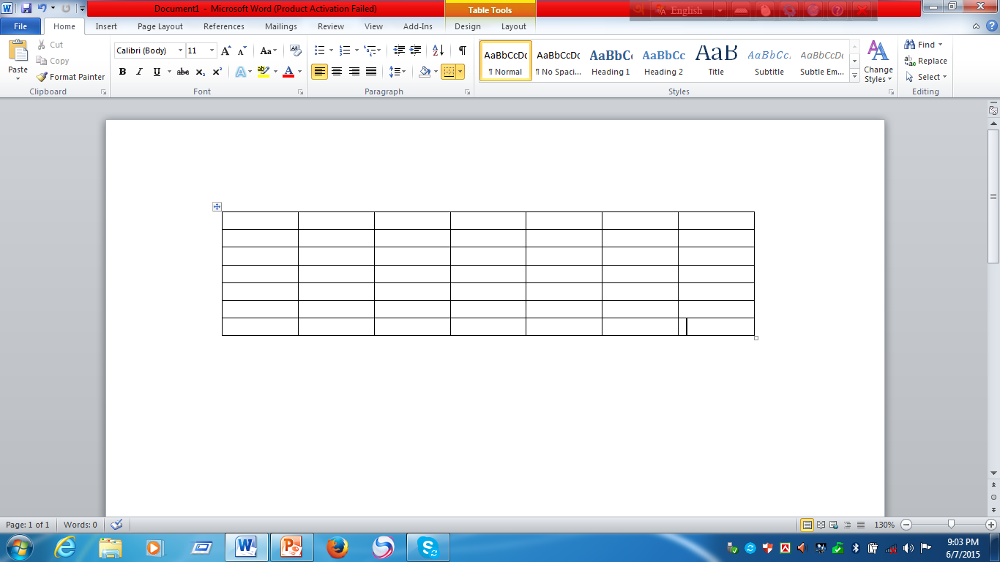 Document1 - Microsoft Word (Product Activation Failed)
Table Tools
English
File Home Insert Page Layout References Mailings Review View Add-Ins Design Layout
Paste
Cut
Copy
Format Painter
Clipboard
Calibri (Body) 11
Font
Paragraph
AaBbCcDc AaBbCcDc AaBbCc AaBbCc AaB AaBbCc. AaBbCcDc
¶ Normal ¶ No Spaci... Heading 1 Heading 2 Title Subtitle Subtle Em...
Change
Styles
Styles
Find
Replace
Select
Editing
Page: 1 of 1 Words: 0 130%
9:03 PM
6/7/2015